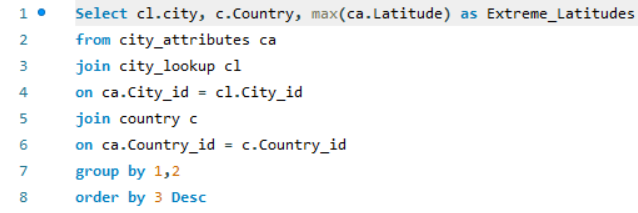 1 Select cl.city, c.Country, max(ca.Latitude) as Extreme_Latitudes
2 from city_attributes ca
3 join city_lookup cl
4 on ca.City_id = cl.City_id
5 join country c
6 on ca.Country_id = c.Country_id
7 group by 1,2
8 order by 3 Desc